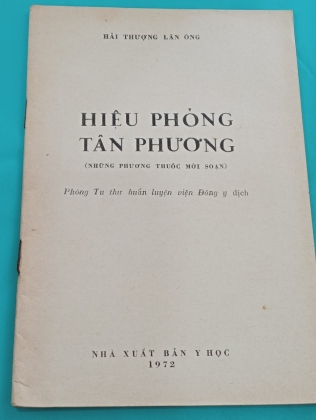 HẢI THƯỢNG LÃN ÔNG
HIỆU PHỎNG
TÂN PHƯƠNG
(NHỮNG PHƯƠNG THUỐC MỚI SOẠN)
Phòng Tu thư huấn luyện viện Đông y dịch
NHÀ XUẤT BẢN Y HỌC
1972